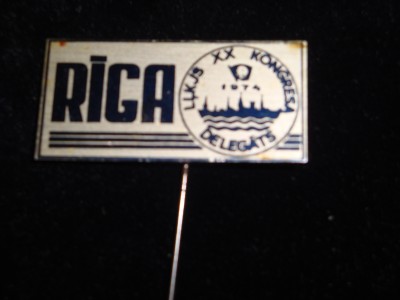 RĪGA
LĻKJS XX KONGRESA
1974
DELEGĀTS